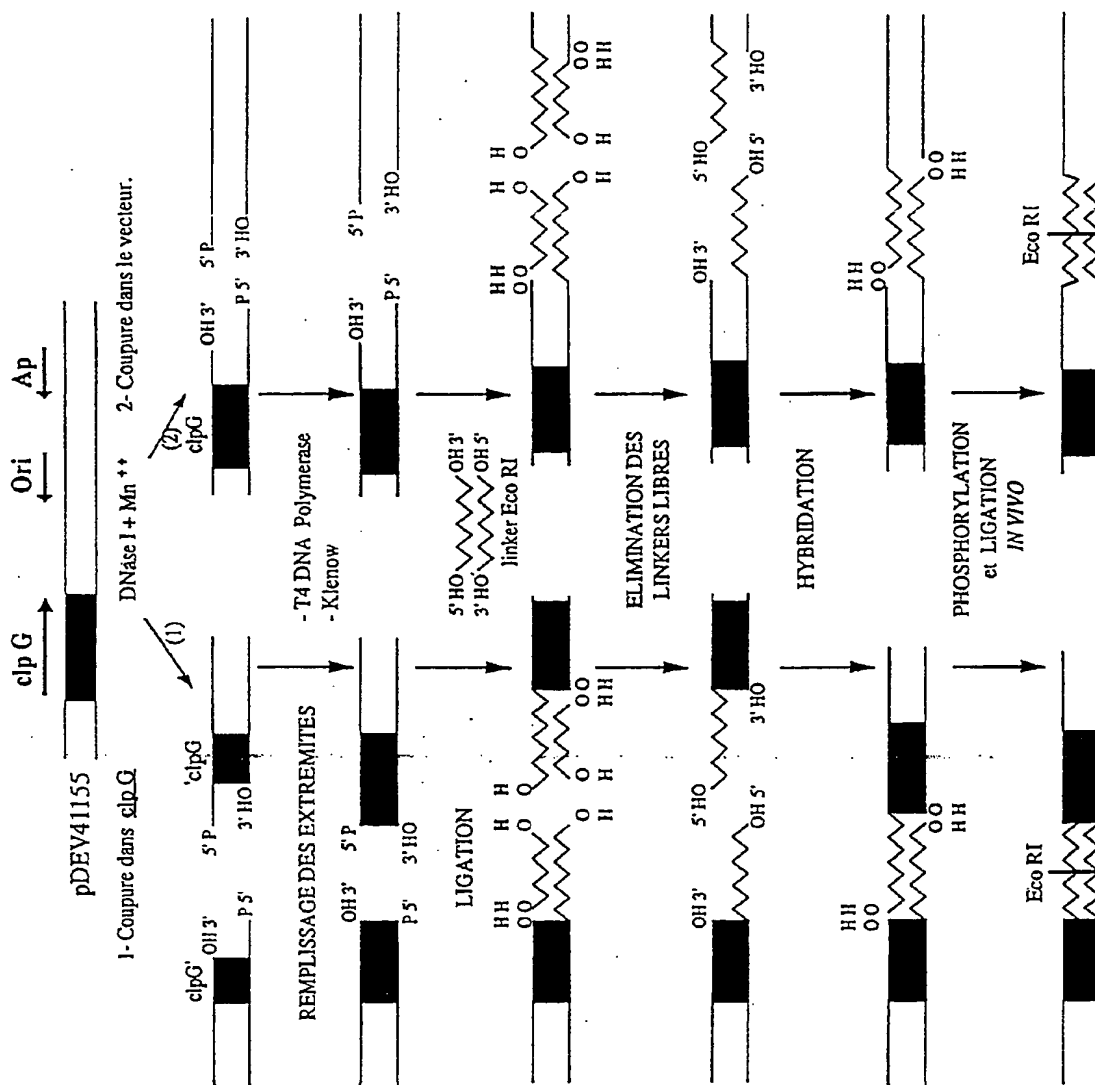 clp G
Ori
Ap
pDEV41155
1- Coupure dans clp G
DNase I + Mn ++
2- Coupure dans le vecteur.
(1)
(2)
clpG'
'clpG
clpG
OH 3'
P 5'
5' P
3' HO
OH 3'
P 5'
5' P
3' HO
REMPLISSAGE DES EXTREMITES
- T4 DNA Polymerase
- Klenow
OH 3'
P 5'
5' P
3' HO
OH 3'
P 5'
5' P
3' HO
LIGATION
5' HO
OH 3'
3' HO
OH 5'
linker Eco RI
H H
O O
H
O
H
O
O
H
O
H
O O
H H
H H
O O
H
O
H
O
O
H
O
H
O O
H H
ELIMINATION DES
LINKERS LIBRES
OH 3'
5' HO
OH 5'
3' HO
OH 3'
5' HO
OH 5'
3' HO
HYBRIDATION
H H
O O
O O
H H
H H
O O
O O
H H
PHOSPHORYLATION
et LIGATION
IN VIVO
Eco RI
Eco RI